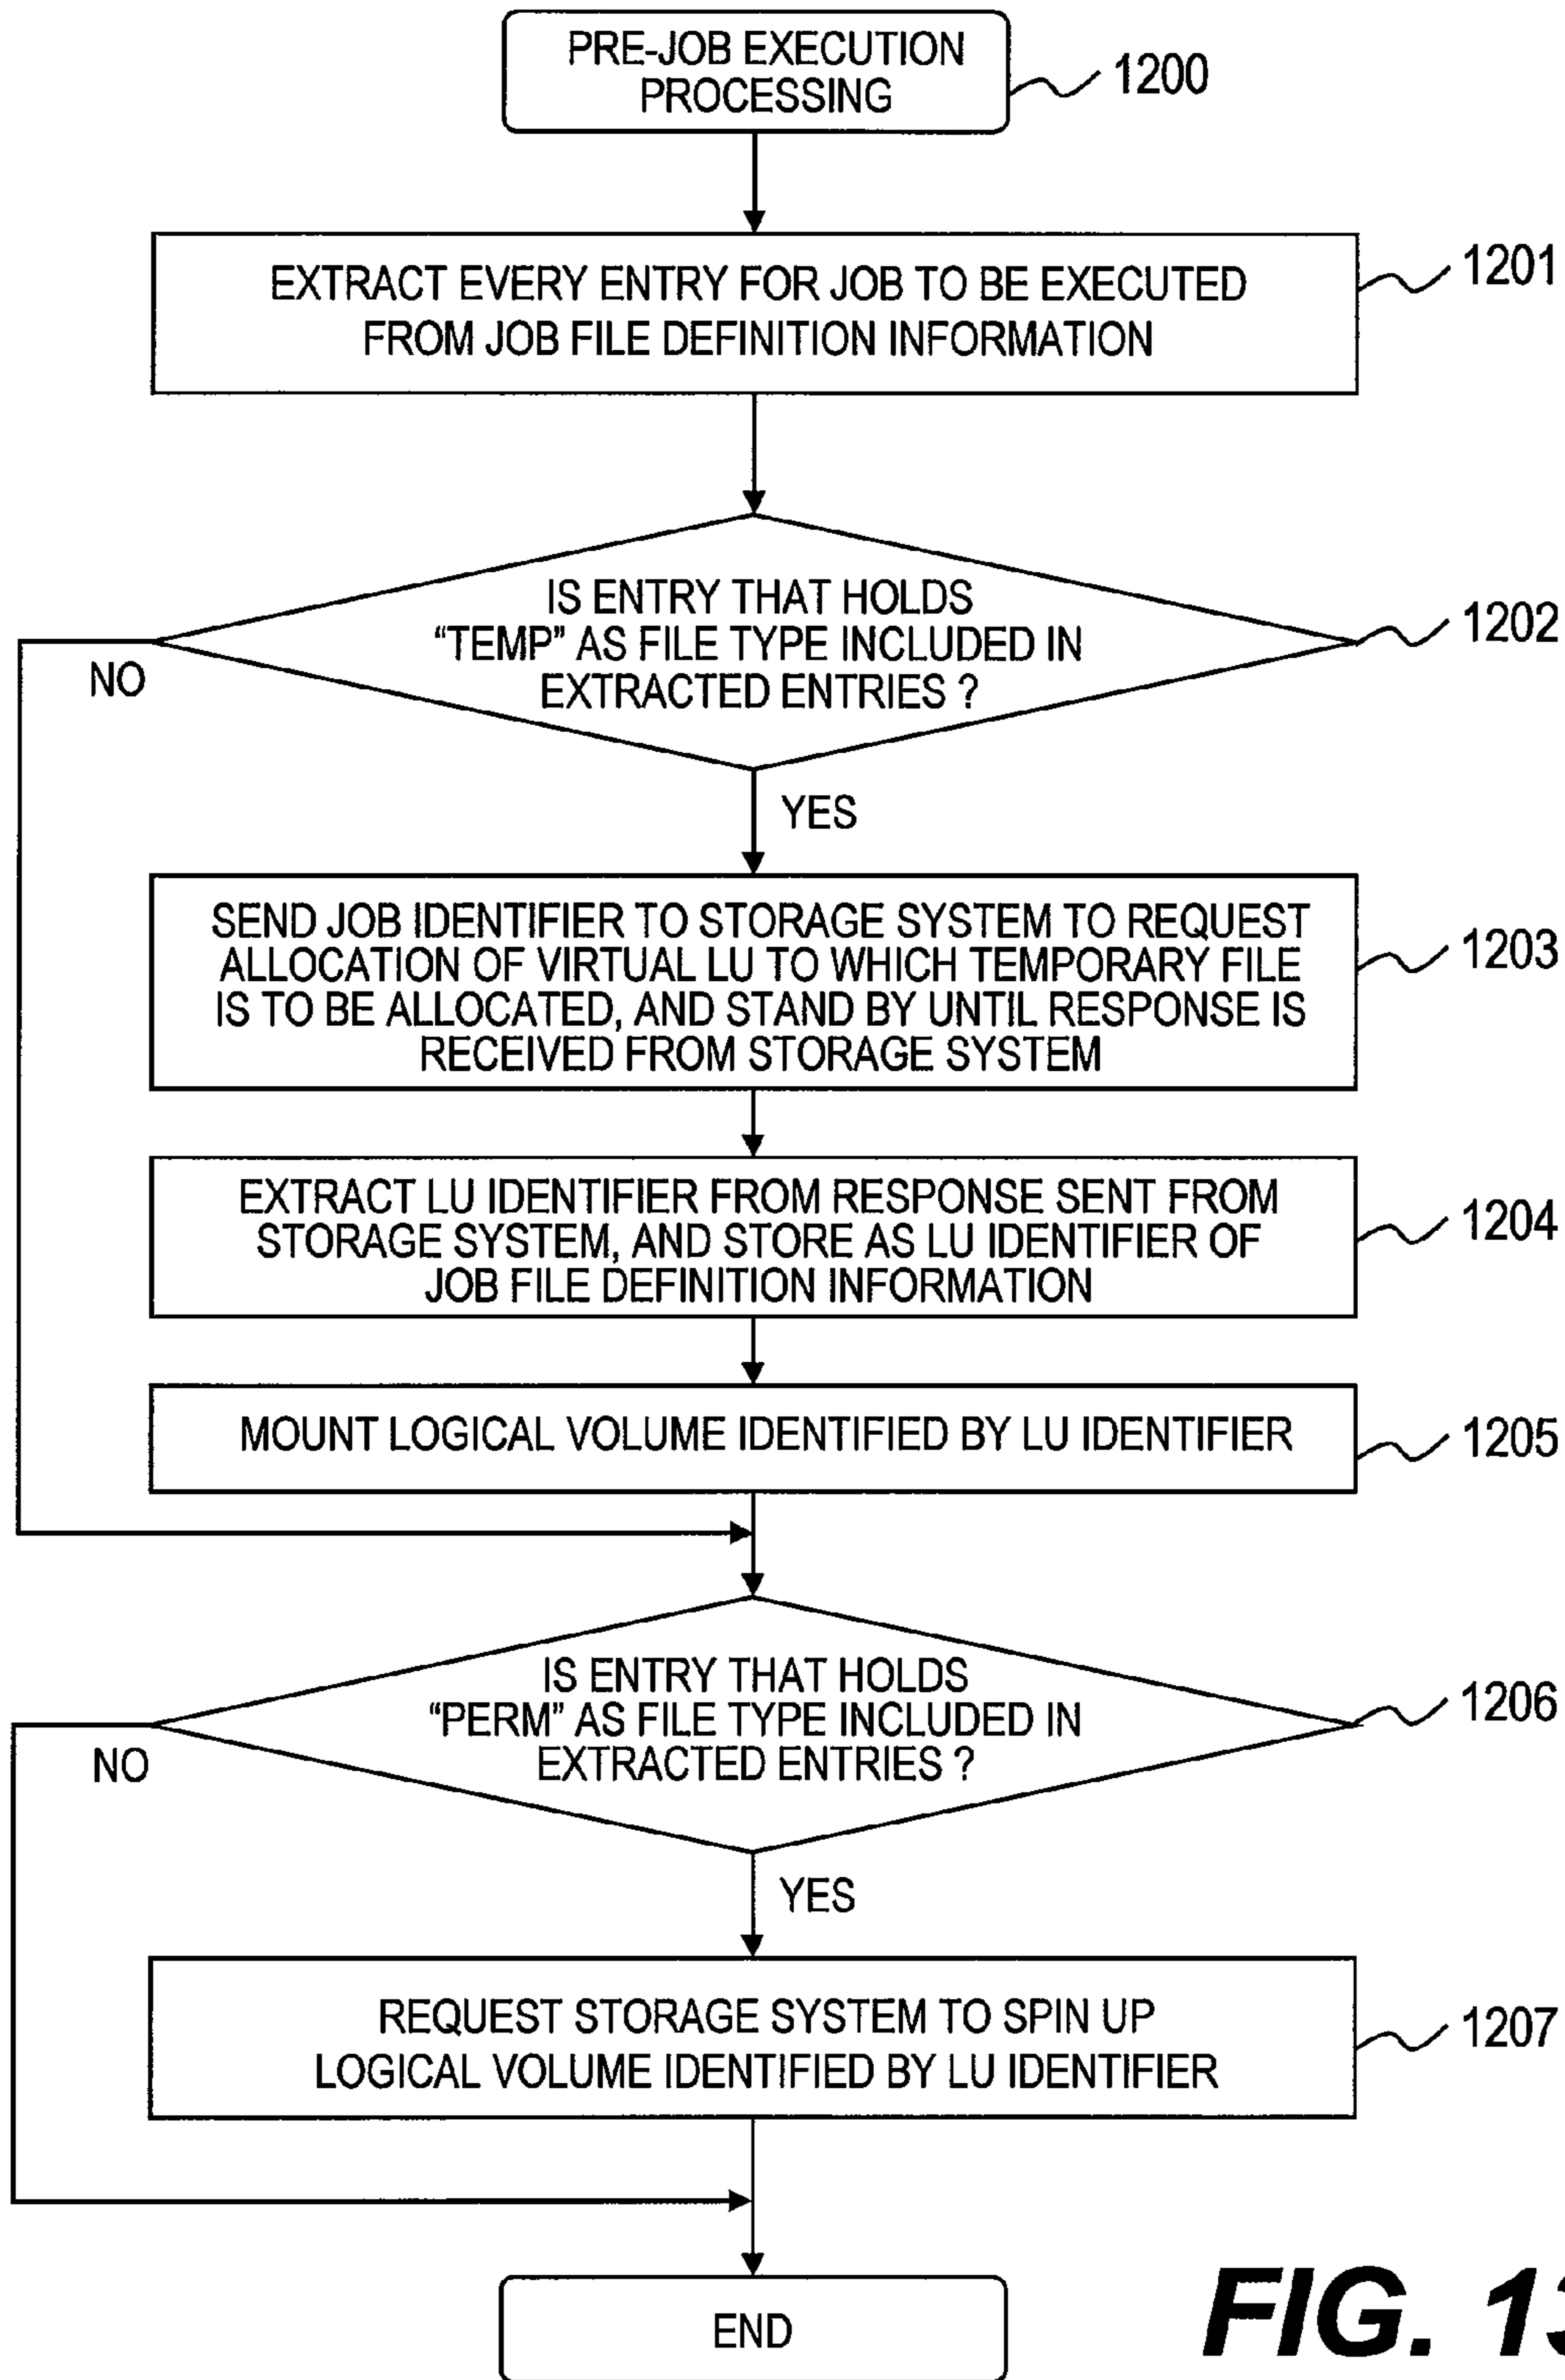 PRE-JOB EXECUTION
PROCESSING
1200
EXTRACT EVERY ENTRY FOR JOB TO BE EXECUTED
FROM JOB FILE DEFINITION INFORMATION
1201
IS ENTRY THAT HOLDS
“TEMP” AS FILE TYPE INCLUDED IN
EXTRACTED ENTRIES ?
1202
NO
YES
SEND JOB IDENTIFIER TO STORAGE SYSTEM TO REQUEST
ALLOCATION OF VIRTUAL LU TO WHICH TEMPORARY FILE
IS TO BE ALLOCATED, AND STAND BY UNTIL RESPONSE IS
RECEIVED FROM STORAGE SYSTEM
1203
EXTRACT LU IDENTIFIER FROM RESPONSE SENT FROM
STORAGE SYSTEM, AND STORE AS LU IDENTIFIER OF
JOB FILE DEFINITION INFORMATION
1204
MOUNT LOGICAL VOLUME IDENTIFIED BY LU IDENTIFIER
1205
IS ENTRY THAT HOLDS
“PERM” AS FILE TYPE INCLUDED IN
EXTRACTED ENTRIES ?
1206
NO
YES
REQUEST STORAGE SYSTEM TO SPIN UP
LOGICAL VOLUME IDENTIFIED BY LU IDENTIFIER
1207
END
FIG. 13